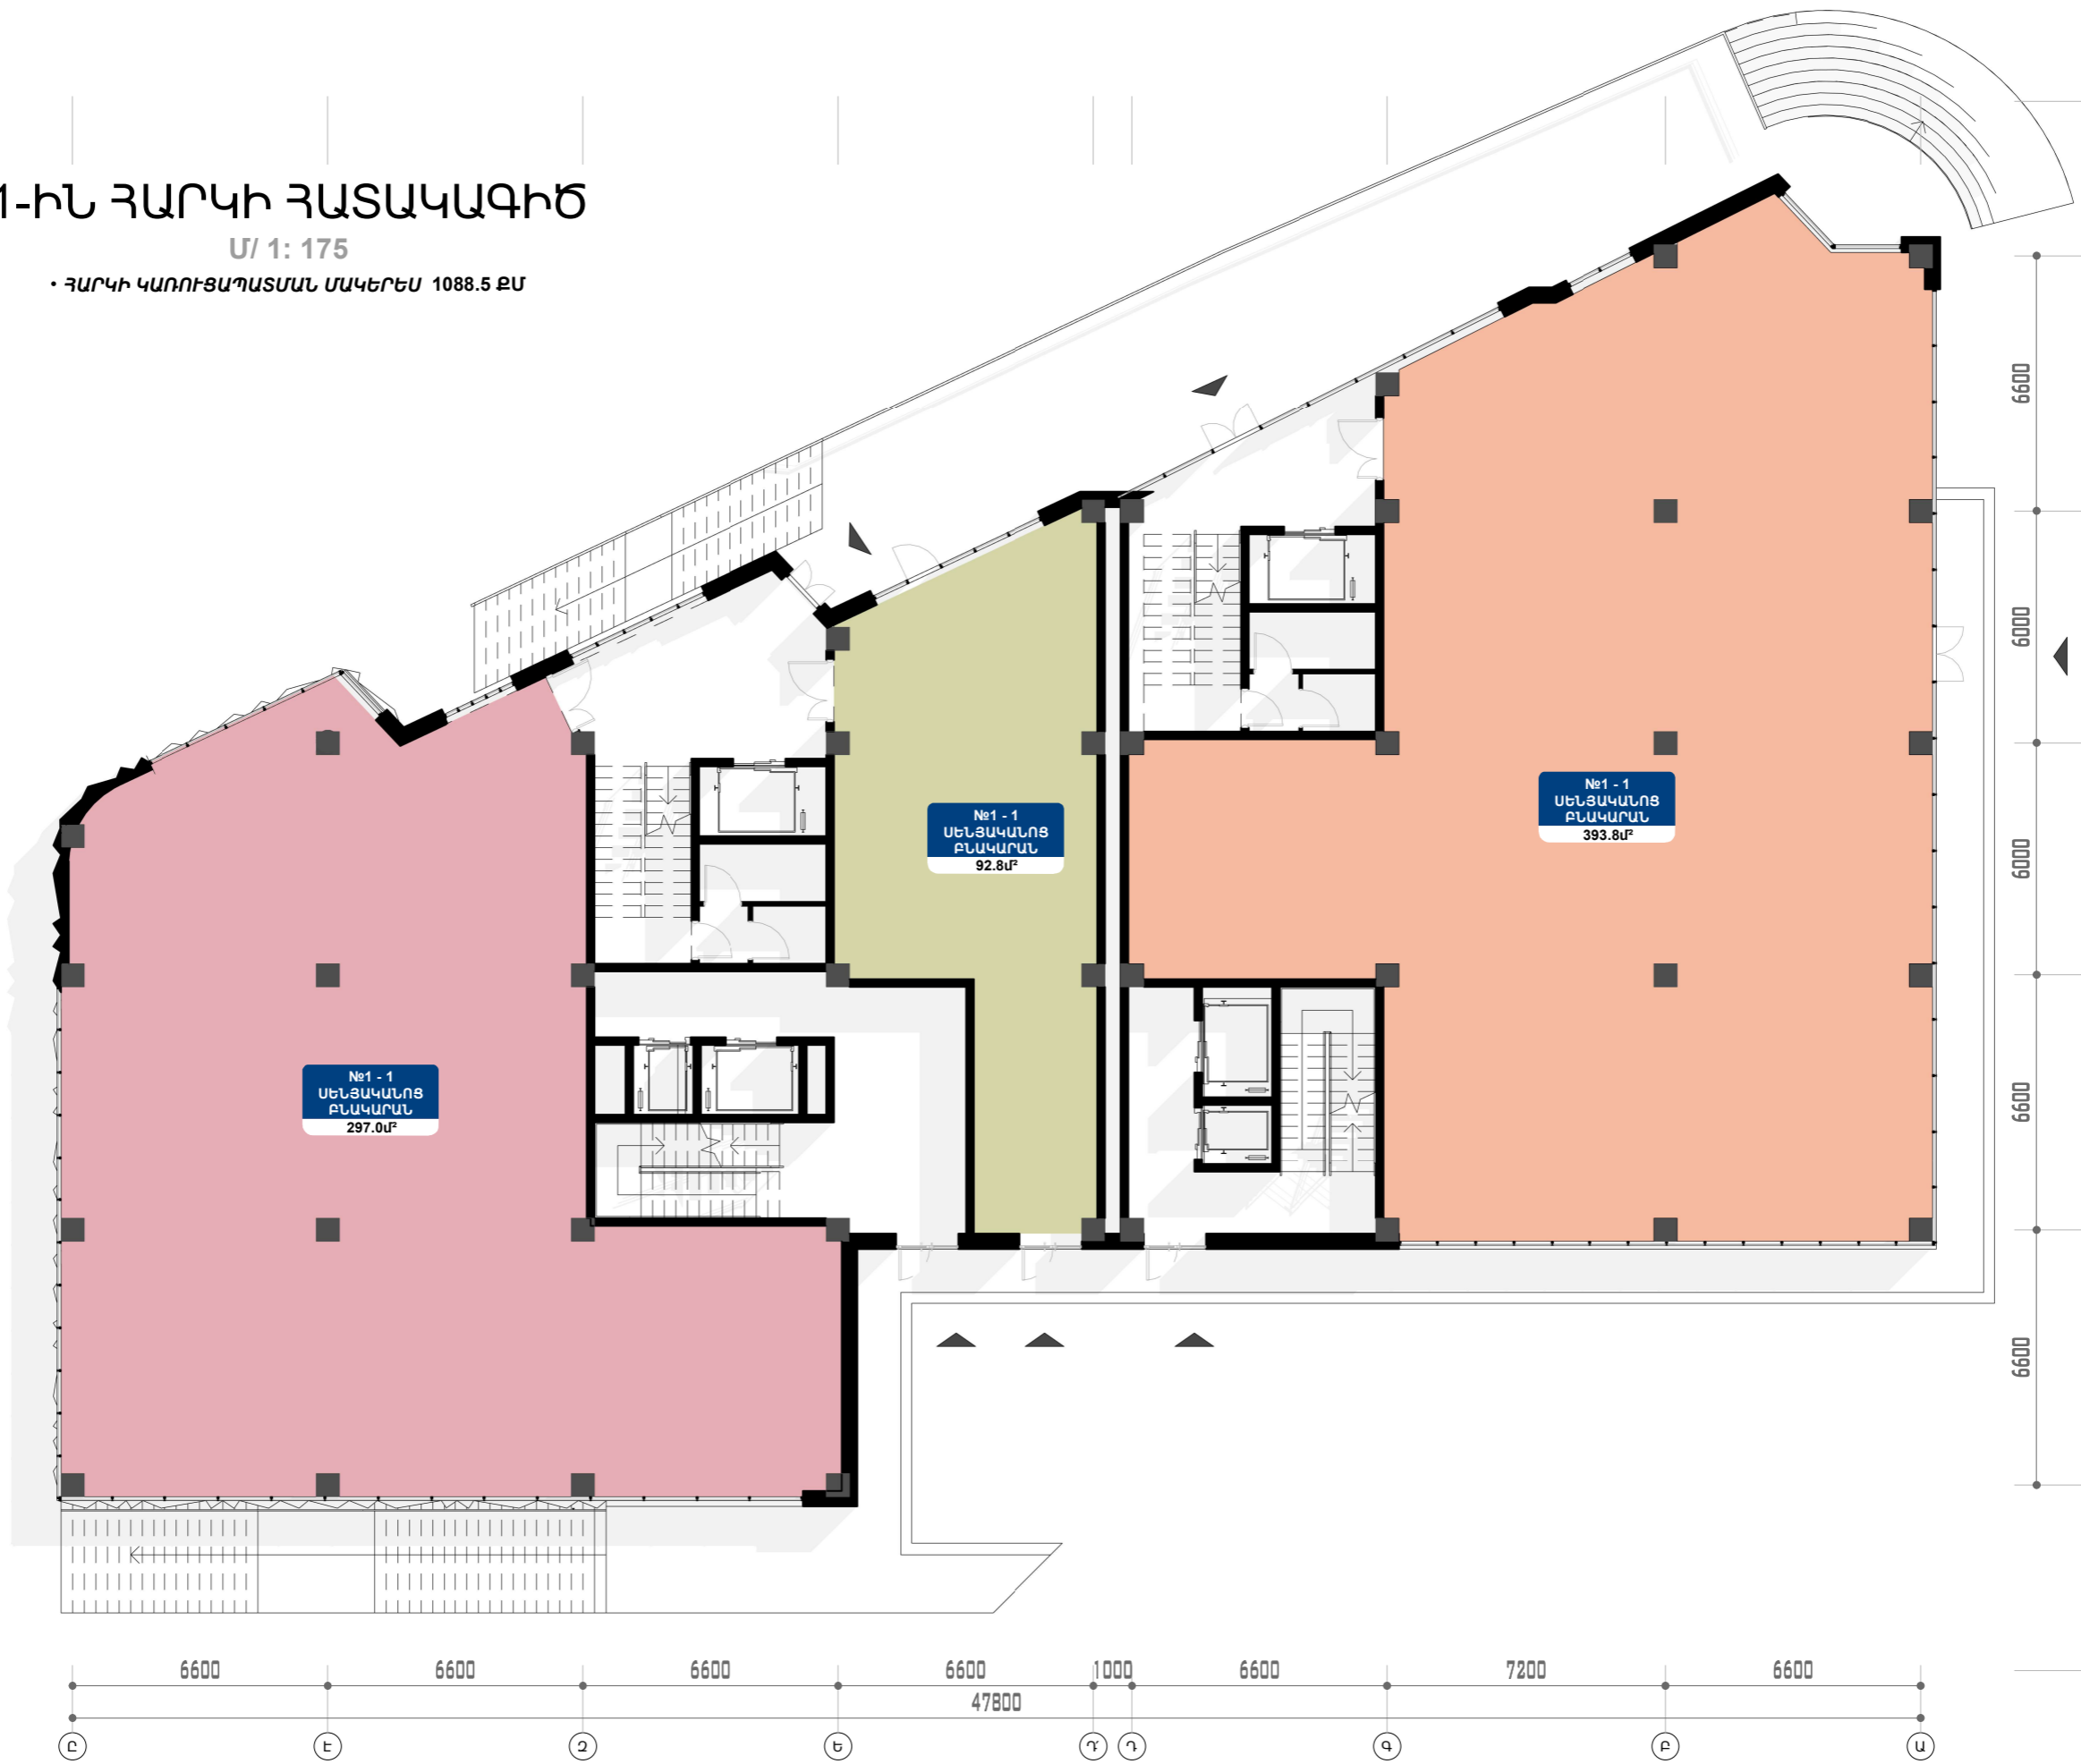 1-ԻՆ ՀԱՐԿԻ ՀԱՏԱԿԱԳԻԾ
Մ/ 1: 175
• ՀԱՐԿԻ ԿԱՌՈՒՑԱՊԱՏՄԱՆ ՄԱԿԵՐԵՍ 1088.5 ՔՄ
6600
6000
№1 - 1
ՍԵՆՅԱԿԱՆՈՑ
ԲՆԱԿԱՐԱՆ
393.8մ²
№1 - 1
ՍԵՆՅԱԿԱՆՈՑ
ԲՆԱԿԱՐԱՆ
92.8մ²
6000
№1 - 1
ՍԵՆՅԱԿԱՆՈՑ
ԲՆԱԿԱՐԱՆ
297.0մ²
6600
6600
6600 6600 6600 6600 1000 6600 7200 6600
47800
Ը Է Զ Ե Դ՛ Դ Գ Բ Ա